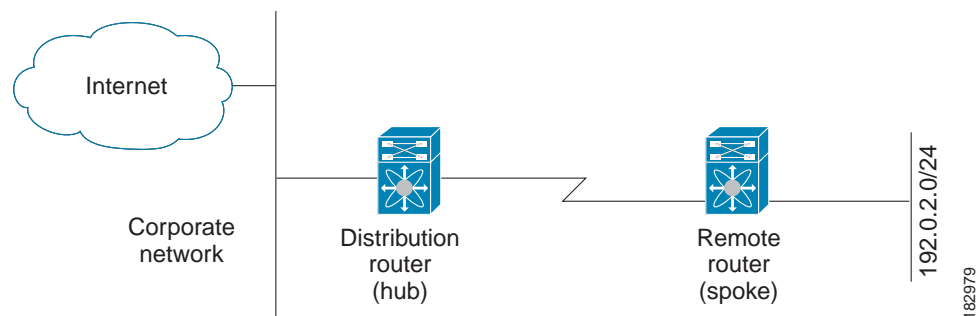 Internet
Corporate
network
Distribution
router
(hub)
Remote
router
(spoke)
192.0.2.0/24
182979